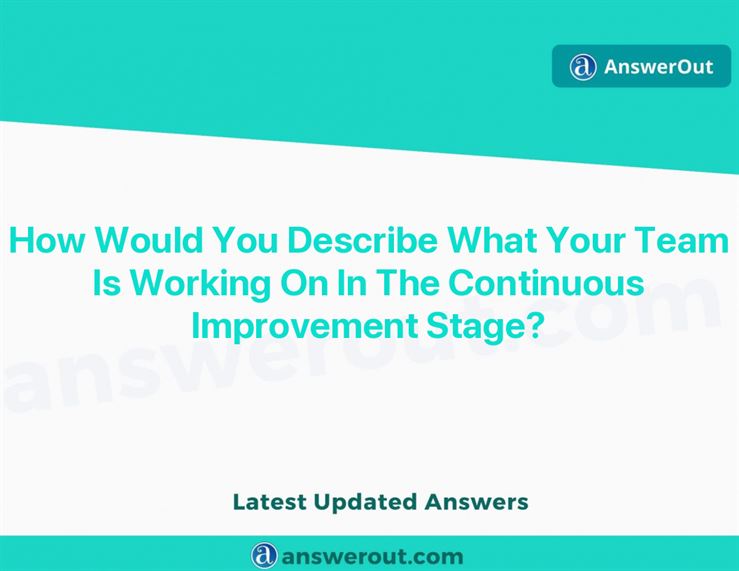 AnswerOut
How Would You Describe What Your Team
Is Working On In The Continuous
Improvement Stage?
answerout.com
Latest Updated Answers
answerout.com